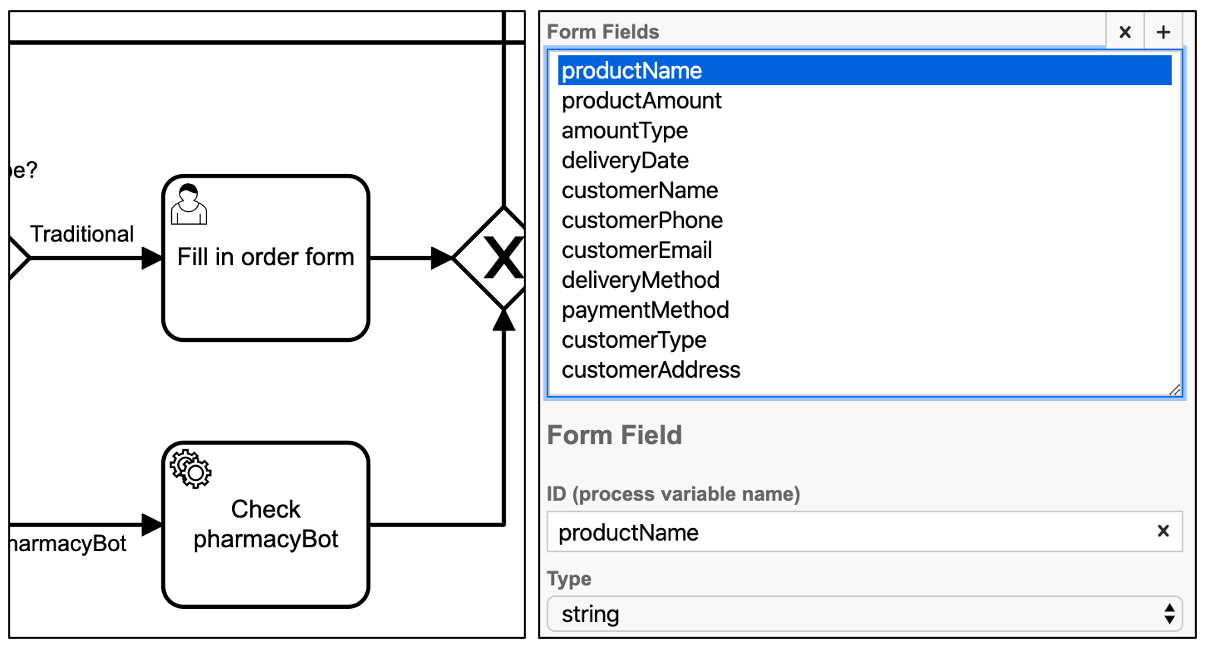 be?
Traditional
Fill in order form
X
Check
pharmacyBot
harmacyBot
Form Fields
x +
productName
productAmount
amountType
deliveryDate
customerName
customerPhone
customerEmail
deliveryMethod
paymentMethod
customerType
customerAddress
Form Field
ID (process variable name)
productName x
Type
string